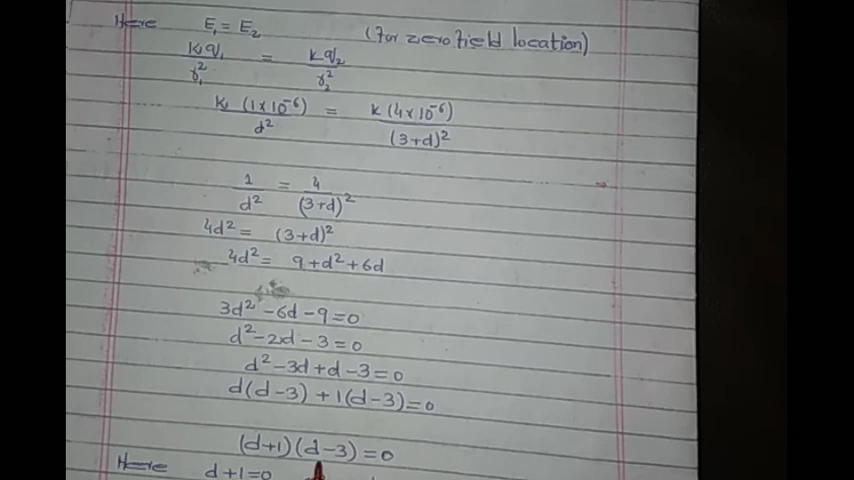 Here E₁ = E₂ (For zero field location)
Kq₁/r₁² = Kq₂/r₂²
K (1×10⁻⁶)/d² = K (4×10⁻⁶)/(3+d)²
1/d² = 4/(3+d)²
4d² = (3+d)²
4d² = 9+d²+6d
3d² -6d -9=0
d² -2d -3=0
d² -3d+d -3=0
d(d-3) +1(d-3)=0
(d+1)(d-3)=0
Here d+1=0